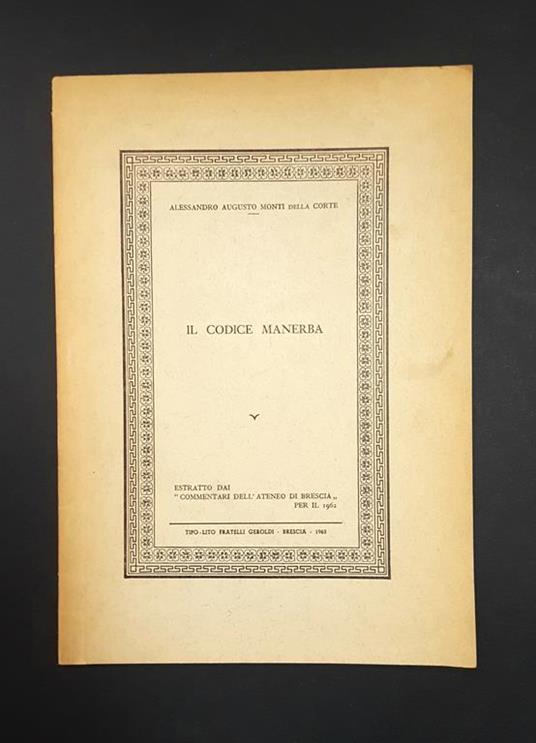 ALESSANDRO AUGUSTO MONTI DELLA CORTE
IL CODICE MANERBA
ESTRATTO DAI
" COMMENTARI DELL'ATENEO DI BRESCIA „
PER IL 1962
TIPO-LITO FRATELLI GEROLDI - BRESCIA - 1963